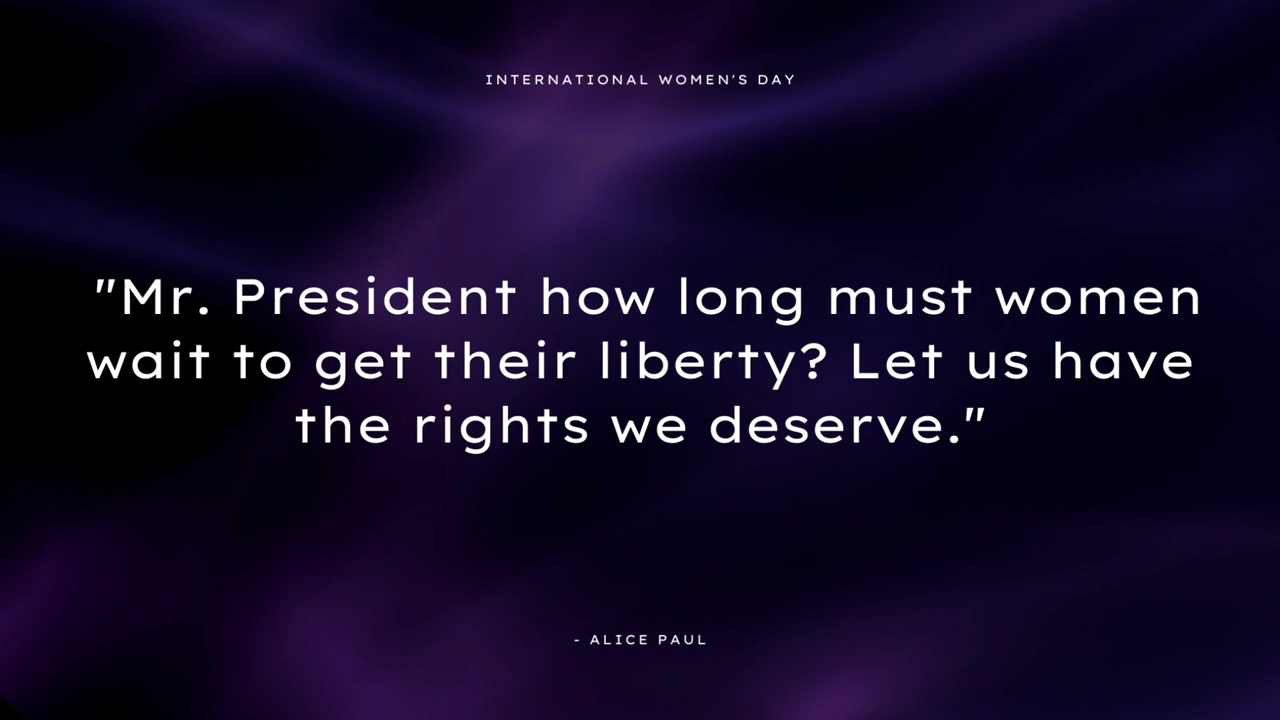 INTERNATIONAL WOMEN'S DAY
"Mr. President how long must women
wait to get their liberty? Let us have
the rights we deserve."
- ALICE PAUL